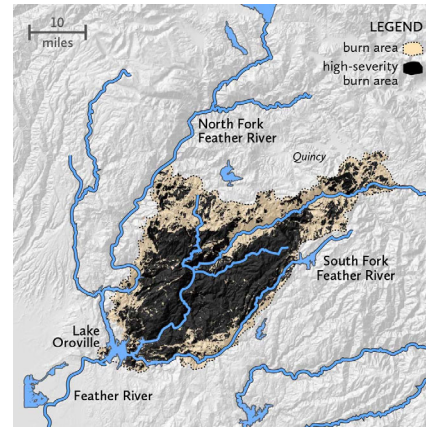 10
miles
LEGEND
burn area
high-severity
burn area
North Fork
Feather River
Quincy
South Fork
Feather River
Lake
Oroville
Feather River